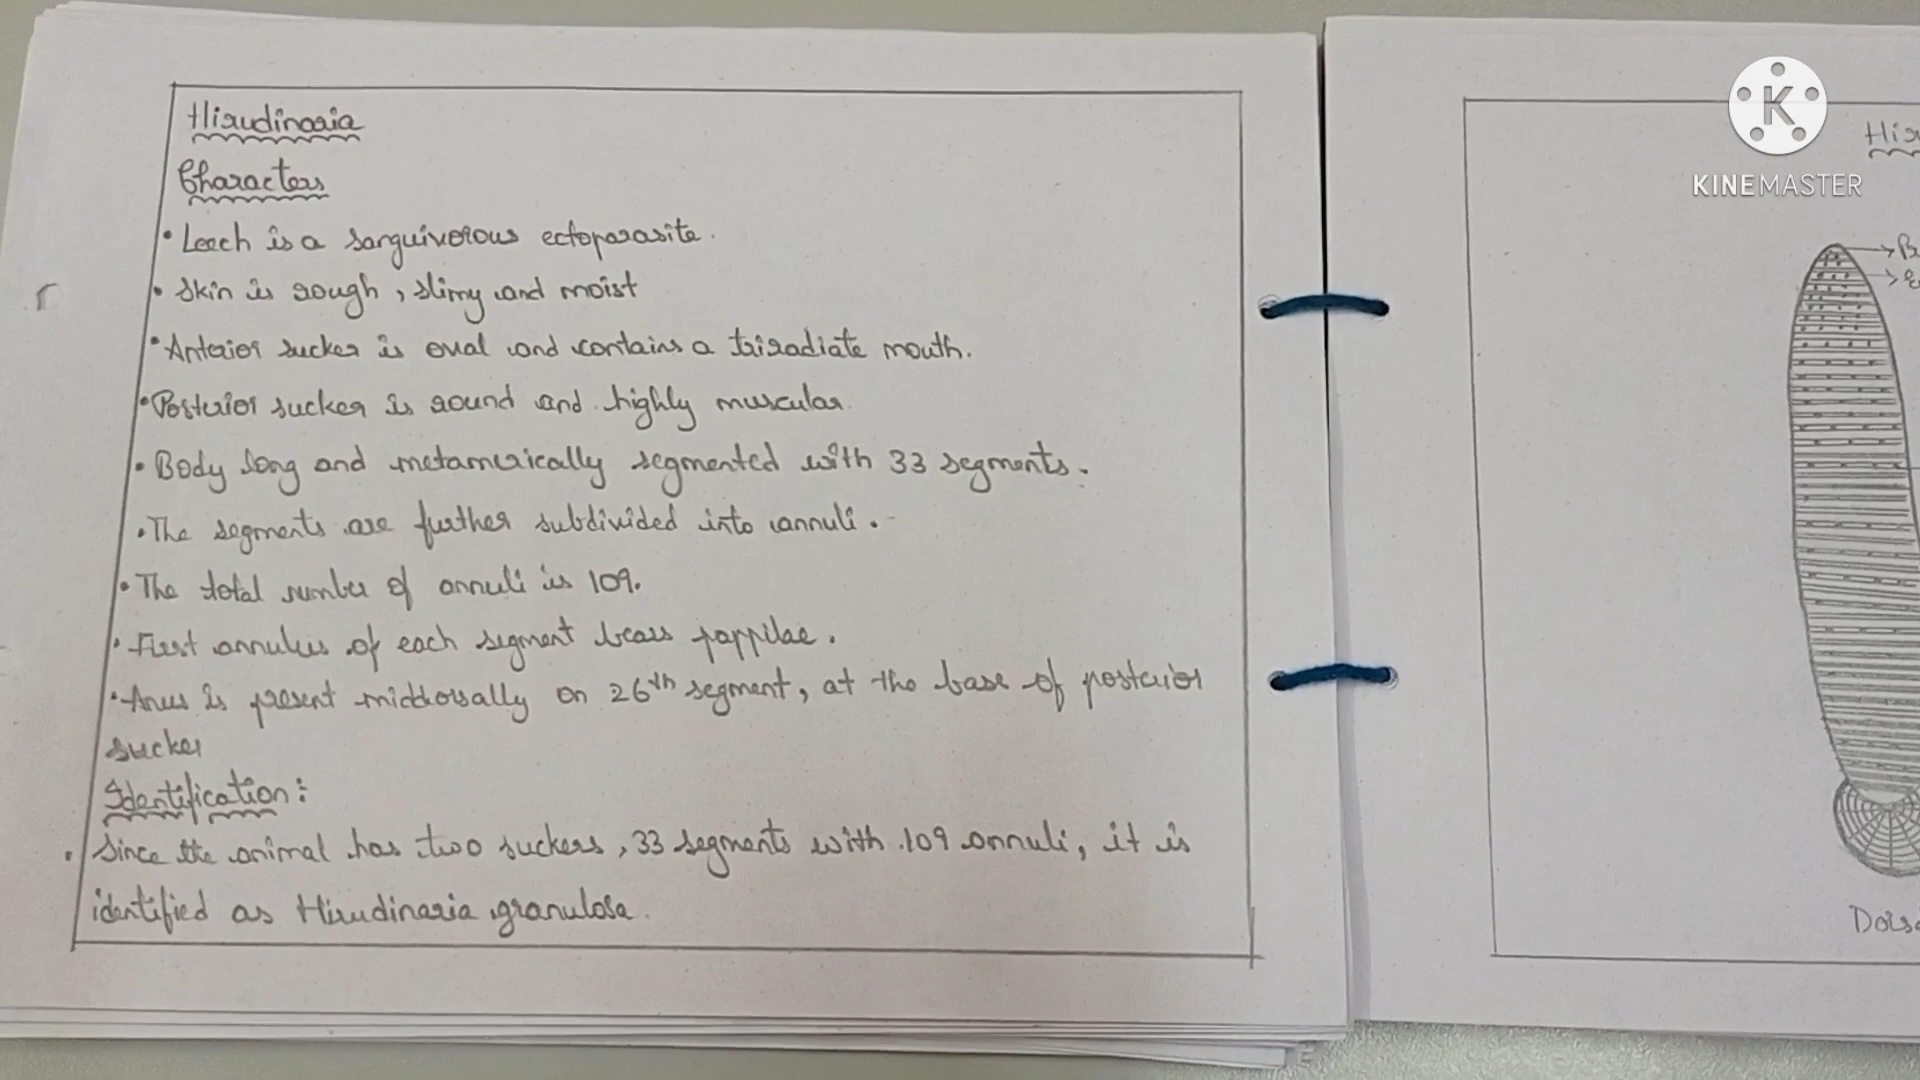 Hirudinaria
Characters
• Leech is a sanguiverous ectoparasite.
• Skin is rough, slimy and moist
• Anterior sucker is oval and contains a triradiate mouth.
• Posterior sucker is round and highly muscular.
• Body long and metamerically segmented with 33 segments.
• The segments are further subdivided into annuli.
• The total number of annuli is 109.
• First annulus of each segment bears pappilae.
• Anus is present middorsally on 26th segment, at the base of posterior
sucker
Identification:
• Since the animal has two suckers, 33 segments with 109 annuli, it is
identified as Hirudinaria granulosa.
K
KINEMASTER